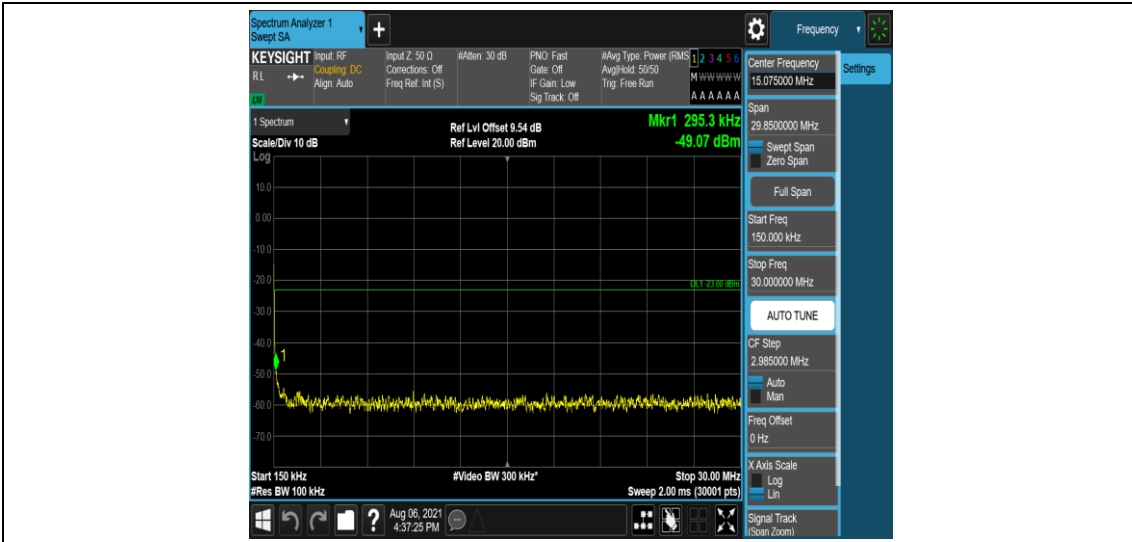 Spectrum Analyzer 1
Swept SA
+
Frequency
KEYSIGHT
RL
LXI
Input: RF
Coupling: DC
Align: Auto
Input Z: 50 Ω
Corrections: Off
Freq Ref: Int (S)
#Atten: 30 dB
PNO: Fast
Gate: Off
IF Gain: Low
Sig Track: Off
#Avg Type: Power (RMS
Avg|Hold: 50/50
Trig: Free Run
1 2 3 4 5 6
M W W W W W
A A A A A A
1 Spectrum
Scale/Div 10 dB
Log
Ref Lvl Offset 9.54 dB
Ref Level 20.00 dBm
Mkr1 295.3 kHz
-49.07 dBm
10.0
0.00
-10.0
-20.0
DL1 -23.00 dBm
-30.0
-40.0
1
-50.0
-60.0
-70.0
Start 150 kHz
#Res BW 100 kHz
#Video BW 300 kHz*
Stop 30.00 MHz
Sweep 2.00 ms (30001 pts)
Aug 06, 2021
4:37:25 PM
?
Center Frequency
15.075000 MHz
Settings
Span
29.8500000 MHz
Swept Span
Zero Span
Full Span
Start Freq
150.000 kHz
Stop Freq
30.000000 MHz
AUTO TUNE
CF Step
2.985000 MHz
Auto
Man
Freq Offset
0 Hz
X Axis Scale
Log
Lin
Signal Track
(Span Zoom)